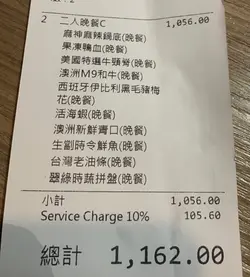 2 二人晚餐C 1,056.00
麻神麻辣鍋底(晚餐)
果凍鴨血(晚餐)
美國特選牛頸脊(晚餐)
澳洲M9和牛(晚餐)
西班牙伊比利黑毛豬梅
花(晚餐)
活海蝦(晚餐)
澳洲新鮮青口(晚餐)
生劏時令鮮魚(晚餐)
台灣老油條(晚餐)
翠綠時蔬拼盤(晚餐)
小計 1,056.00
Service Charge 10% 105.60
總計 1,162.00